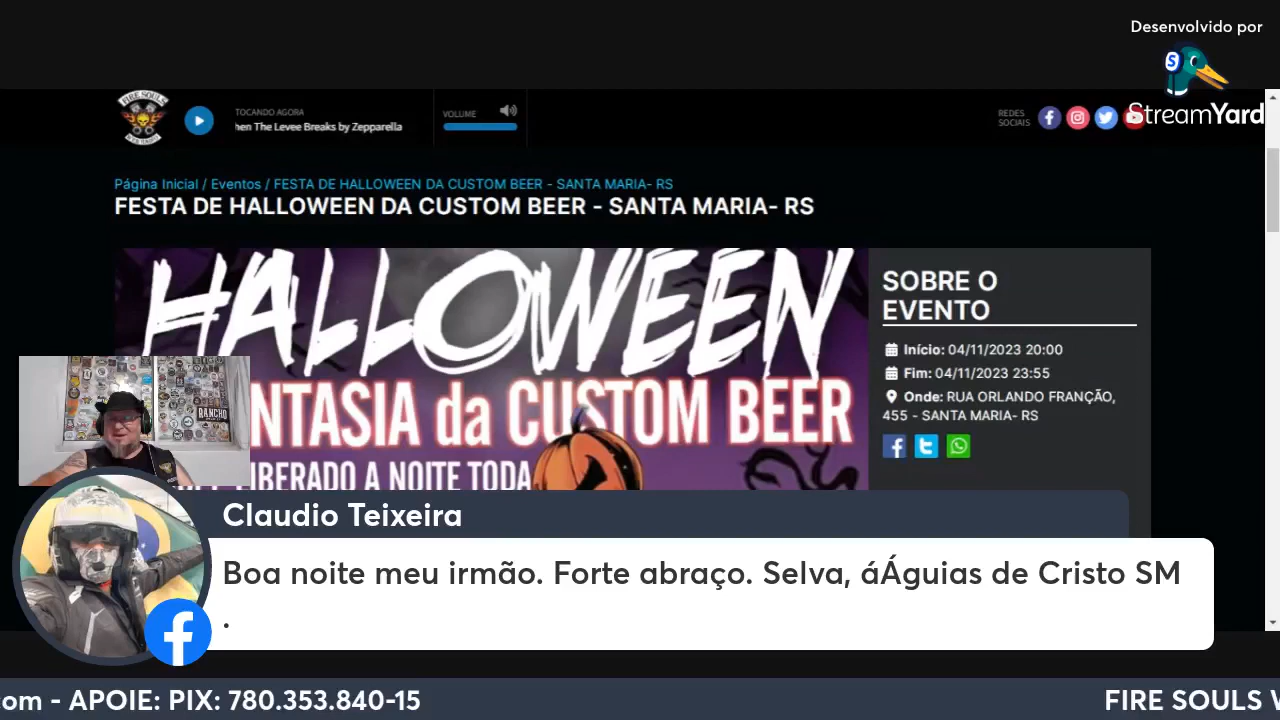 Desenvolvido por
StreamYard
FIRE SOULS
TOCANDO AGORA
hen The Levee Breaks by Zepparella
VOLUME
REDES
SOCIAIS
Página Inicial / Eventos / FESTA DE HALLOWEEN DA CUSTOM BEER - SANTA MARIA- RS
FESTA DE HALLOWEEN DA CUSTOM BEER - SANTA MARIA- RS
HALLOWEEN
NTASIA da CUSTOM BEER
LIBERADO A NOITE TODA
SOBRE O
EVENTO
Início: 04/11/2023 20:00
Fim: 04/11/2023 23:55
Onde: RUA ORLANDO FRANÇÃO,
455 - SANTA MARIA- RS
RANCHO
Claudio Teixeira
Boa noite meu irmão. Forte abraço. Selva, áÁguias de Cristo SM
.
com - APOIE: PIX: 780.353.840-15
FIRE SOULS